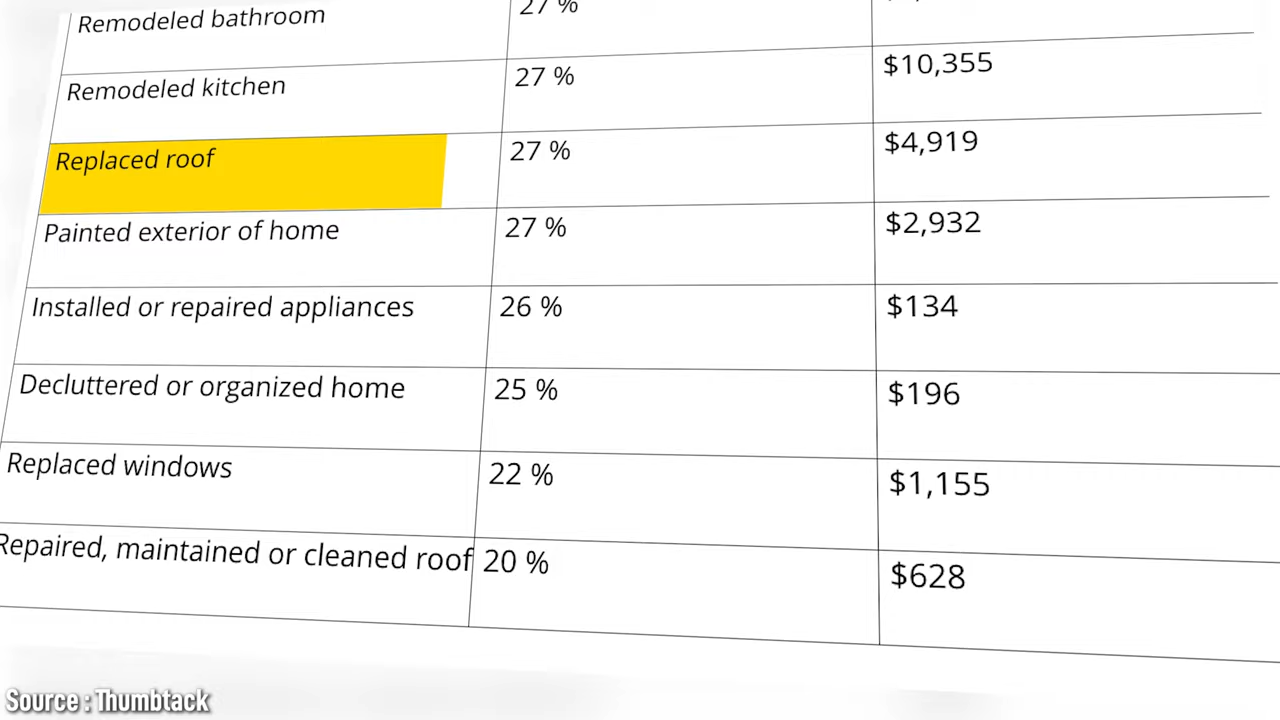 Remodeled bathroom 27 %
Remodeled kitchen 27 % $10,355
Replaced roof 27 % $4,919
Painted exterior of home 27 % $2,932
Installed or repaired appliances 26 % $134
Decluttered or organized home 25 % $196
Replaced windows 22 % $1,155
Repaired, maintained or cleaned roof 20 % $628
Source : Thumbtack